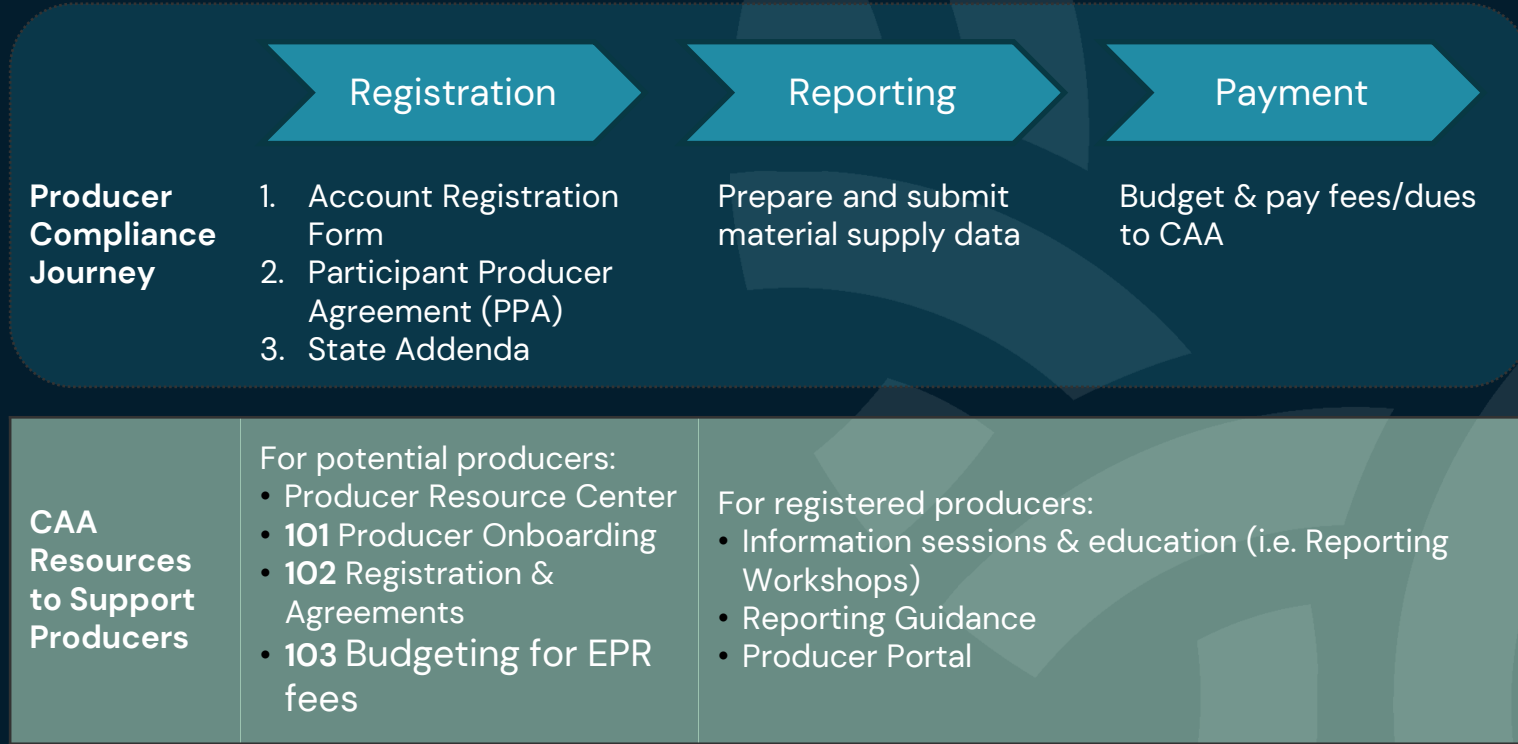 Registration
Reporting
Payment
Producer
Compliance
Journey
1. Account Registration
Form
2. Participant Producer
Agreement (PPA)
3. State Addenda
Prepare and submit
material supply data
Budget & pay fees/dues
to CAA
CAA
Resources
to Support
Producers
For potential producers:
• Producer Resource Center
• 101 Producer Onboarding
• 102 Registration &
Agreements
• 103 Budgeting for EPR
fees
For registered producers:
• Information sessions & education (i.e. Reporting
Workshops)
• Reporting Guidance
• Producer Portal